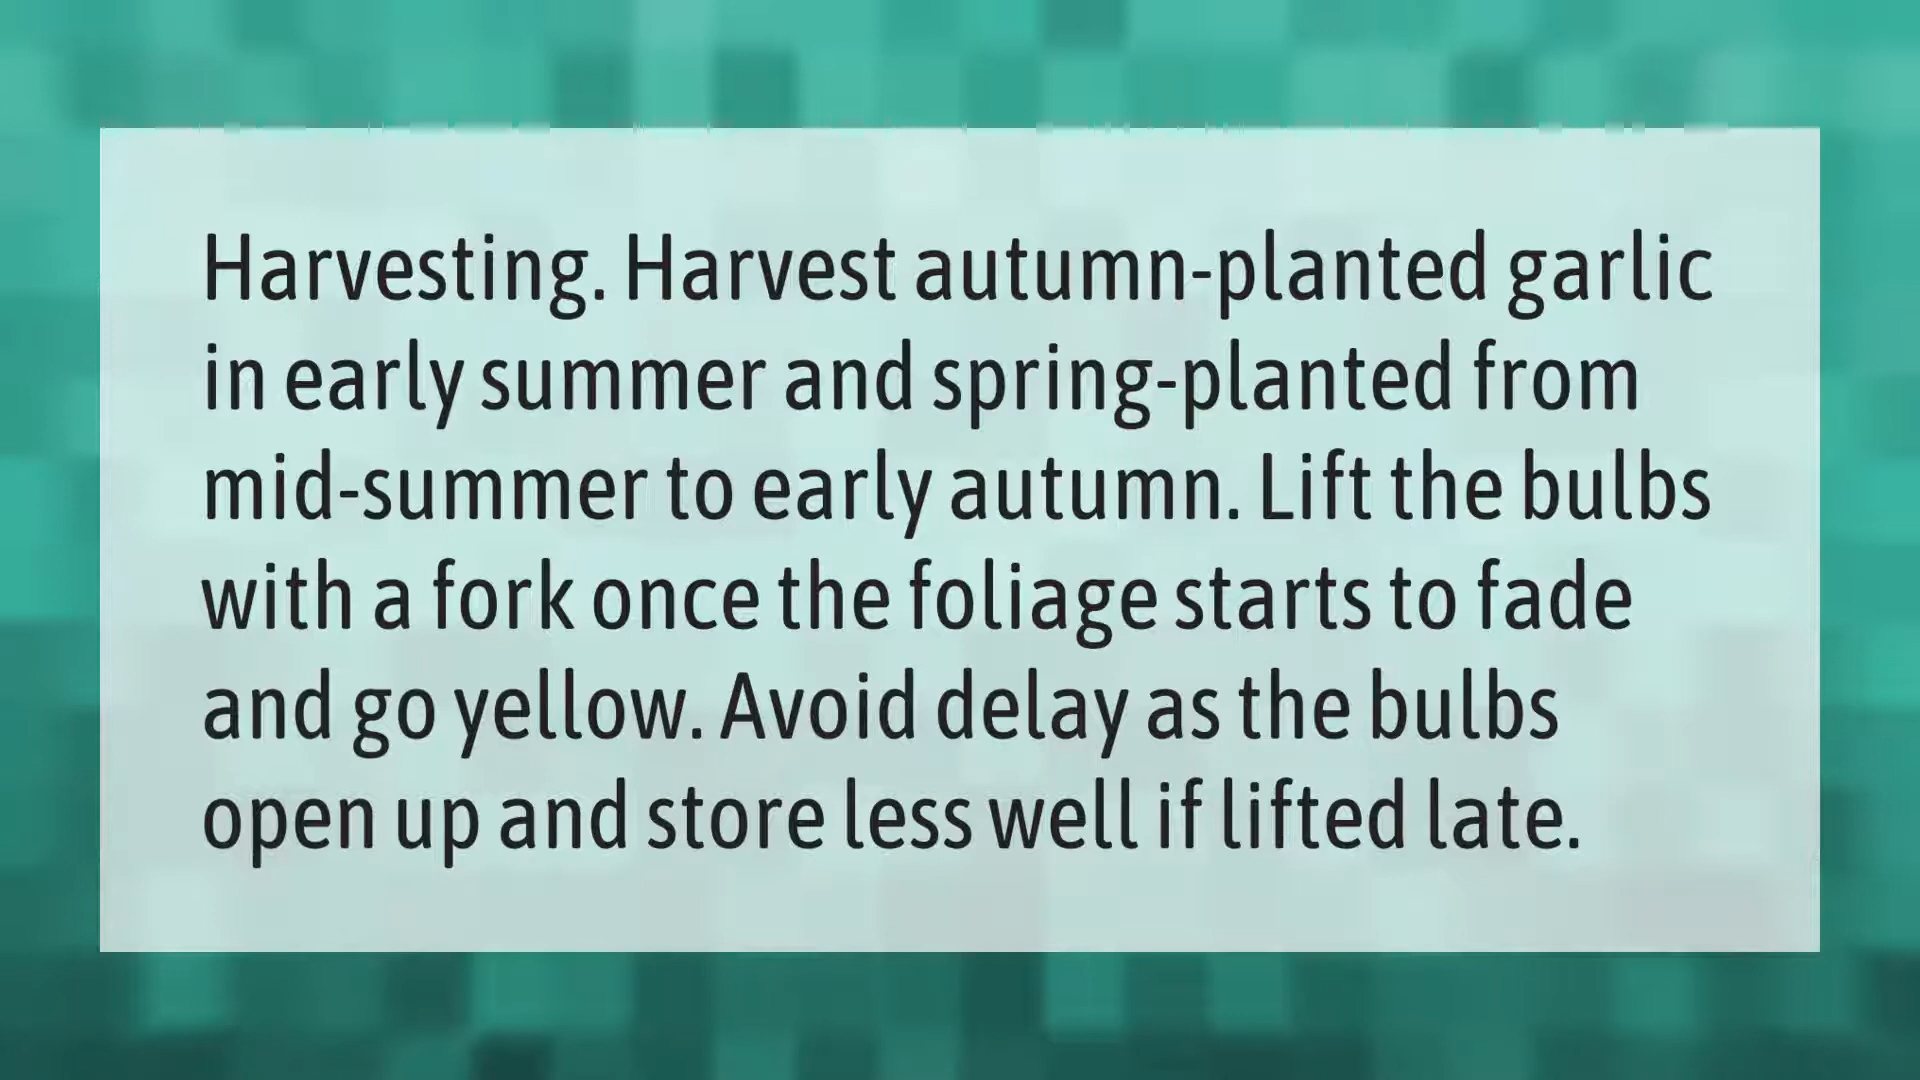 Harvesting. Harvest autumn-planted garlic
in early summer and spring-planted from
mid-summer to early autumn. Lift the bulbs
with a fork once the foliage starts to fade
and go yellow. Avoid delay as the bulbs
open up and store less well if lifted late.